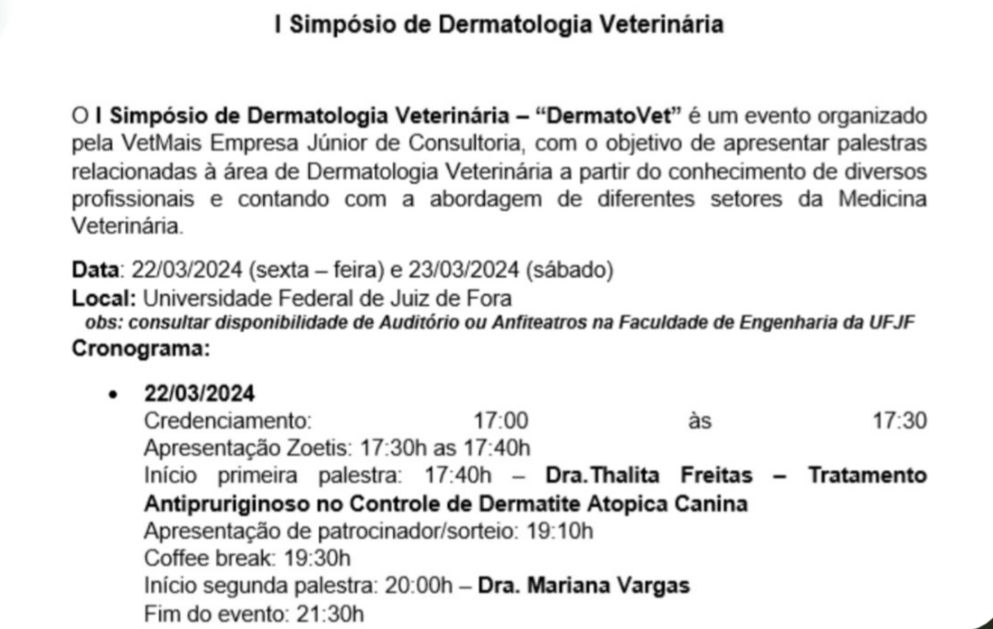 I Simpósio de Dermatologia Veterinária
O I Simpósio de Dermatologia Veterinária – “DermatoVet” é um evento organizado
pela VetMais Empresa Júnior de Consultoria, com o objetivo de apresentar palestras
relacionadas à área de Dermatologia Veterinária a partir do conhecimento de diversos
profissionais e contando com a abordagem de diferentes setores da Medicina
Veterinária.
Data: 22/03/2024 (sexta – feira) e 23/03/2024 (sábado)
Local: Universidade Federal de Juiz de Fora
obs: consultar disponibilidade de Auditório ou Anfiteatros na Faculdade de Engenharia da UFJF
Cronograma:
• 22/03/2024
Credenciamento: 17:00 às 17:30
Apresentação Zoetis: 17:30h as 17:40h
Início primeira palestra: 17:40h – Dra.Thalita Freitas – Tratamento
Antipruriginoso no Controle de Dermatite Atopica Canina
Apresentação de patrocinador/sorteio: 19:10h
Coffee break: 19:30h
Início segunda palestra: 20:00h – Dra. Mariana Vargas
Fim do evento: 21:30h